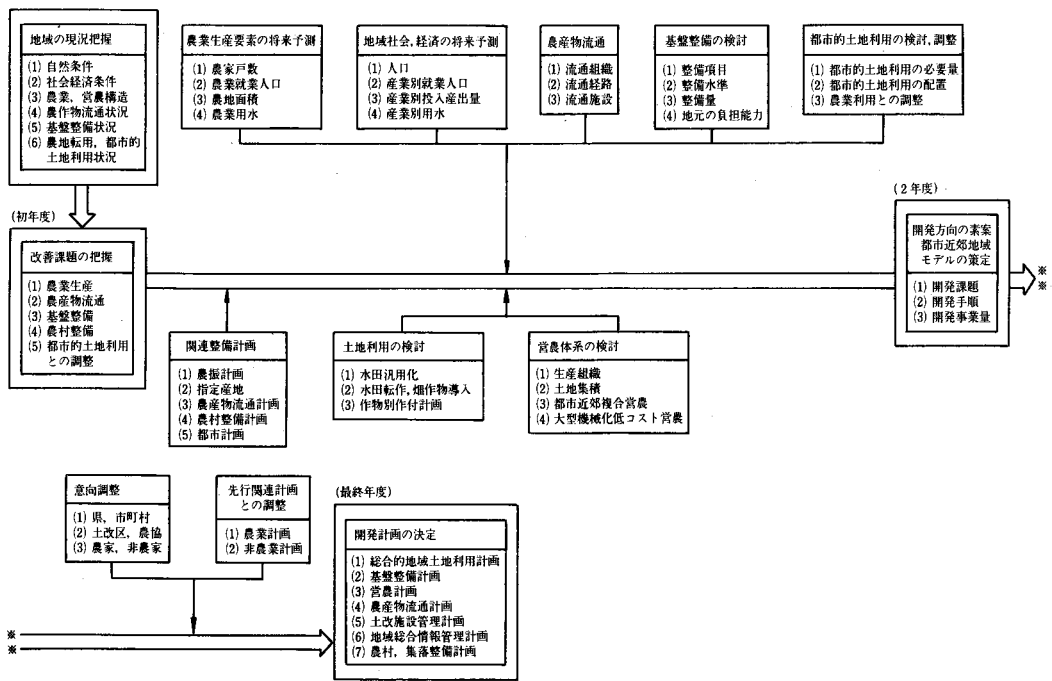 地域の現況把握
(1) 自然条件
(2) 社会経済条件
(3) 農業，営農構造
(4) 農作物流通状況
(5) 基盤整備状況
(6) 農地転用，都市的
土地利用状況
農業生産要素の将来予測
(1) 農家戸数
(2) 農業就業人口
(3) 農地面積
(4) 農業用水
地域社会，経済の将来予測
(1) 人口
(2) 産業別就業人口
(3) 産業別投入産出量
(4) 産業別用水
農産物流通
(1) 流通組織
(2) 流通経路
(3) 流通施設
基盤整備の検討
(1) 整備項目
(2) 整備水準
(3) 整備量
(4) 地元の負担能力
都市的土地利用の検討，調整
(1) 都市的土地利用の必要量
(2) 都市的土地利用の配置
(3) 農業利用との調整
(初年度)
改善課題の把握
(1) 農業生産
(2) 農産物流通
(3) 基盤整備
(4) 農村整備
(5) 都市的土地利用
との調整
(2年度)
開発方向の素案
都市近郊地域
モデルの策定
(1) 開発課題
(2) 開発手順
(3) 開発事業量
※
※
関連整備計画
(1) 農振計画
(2) 指定産地
(3) 農産物流通計画
(4) 農村整備計画
(5) 都市計画
土地利用の検討
(1) 水田汎用化
(2) 水田転作，畑作物導入
(3) 作物別作付計画
営農体系の検討
(1) 生産組織
(2) 土地集積
(3) 都市近郊複合営農
(4) 大型機械化低コスト営農
意向調整
(1) 県，市町村
(2) 土改区，農協
(3) 農家，非農家
先行関連計画
との調整
(1) 農業計画
(2) 非農業計画
(最終年度)
開発計画の決定
(1) 総合的地域土地利用計画
(2) 基盤整備計画
(3) 営農計画
(4) 農産物流通計画
(5) 土改施設管理計画
(6) 地域総合情報管理計画
(7) 農村，集落整備計画
※
※